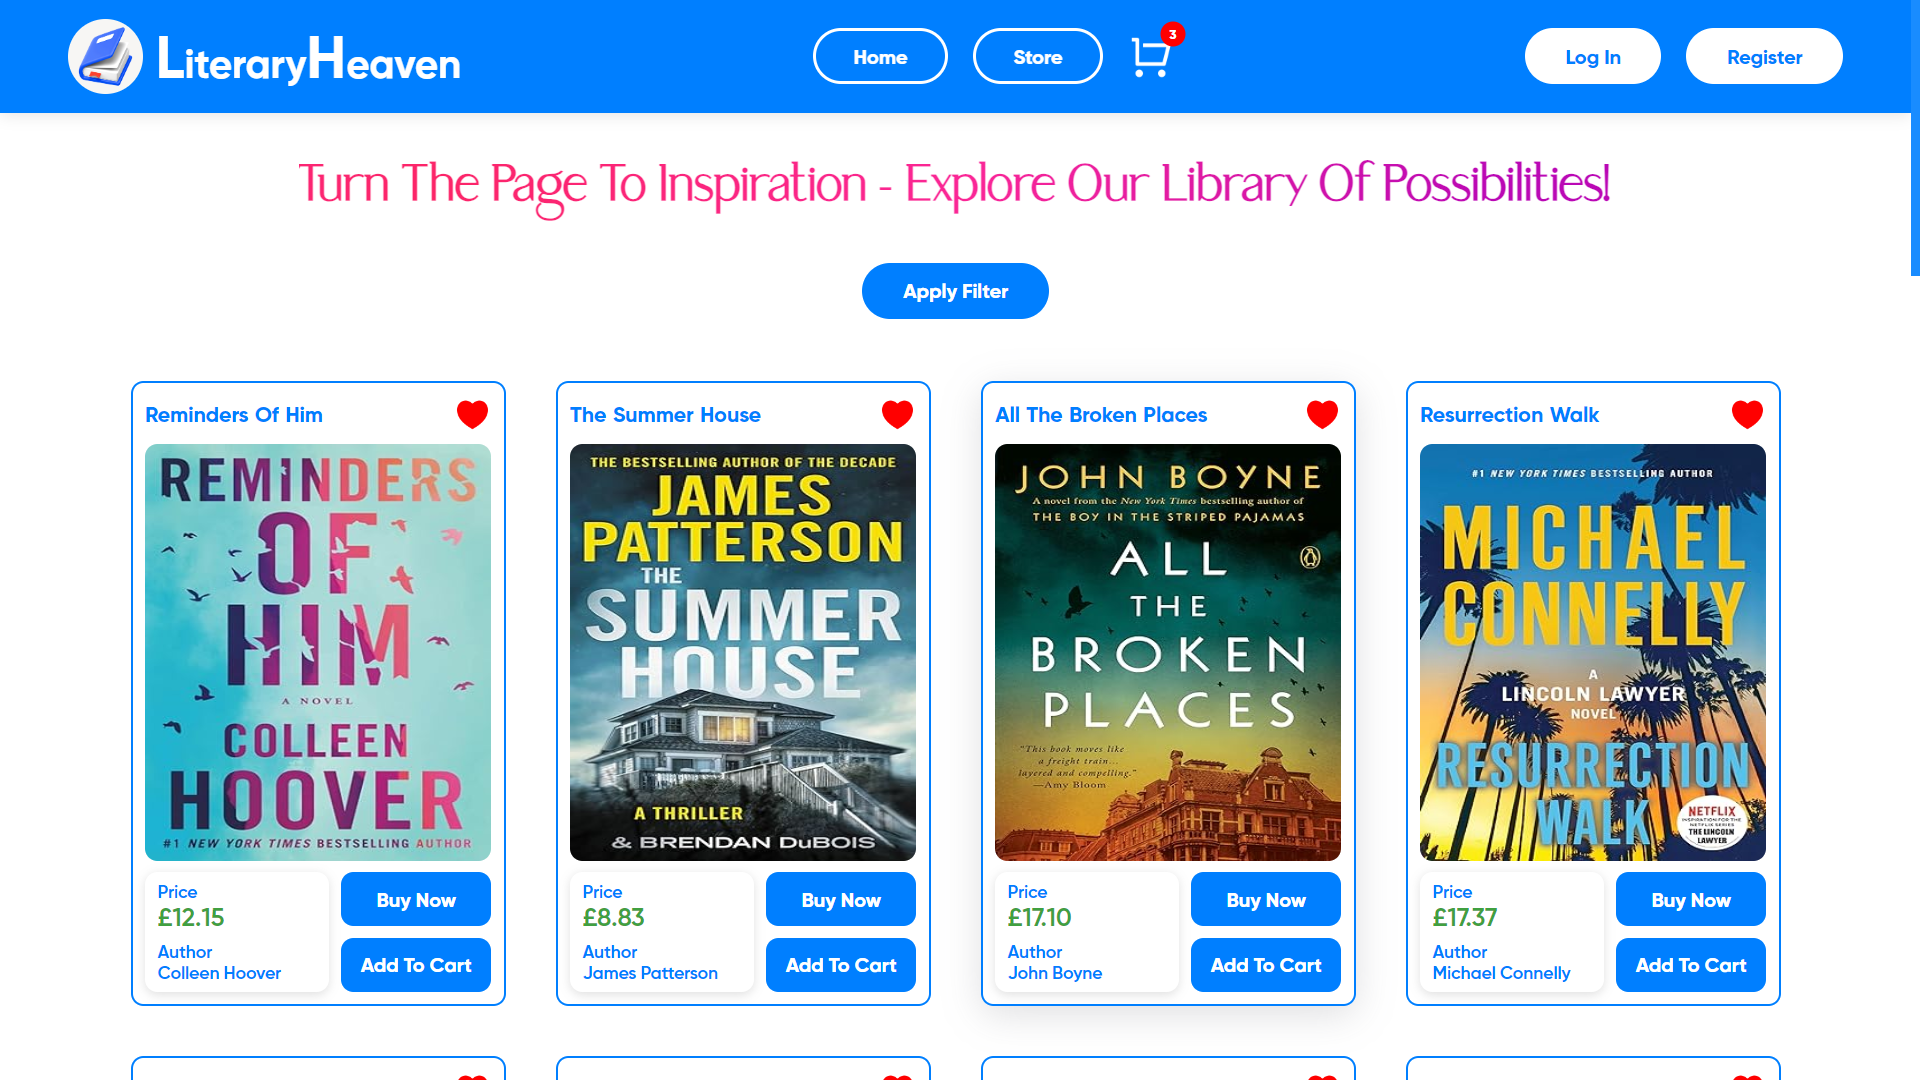 LiteraryHeaven
Home
Store
3
Log In
Register
Turn The Page To Inspiration - Explore Our Library Of Possibilities!
Apply Filter
Reminders Of Him
REMINDERS
OF
HIM
A NOVEL
COLLEEN
HOOVER
#1 NEW YORK TIMES BESTSELLING AUTHOR
Price
£12.15
Author
Colleen Hoover
Buy Now
Add To Cart
The Summer House
THE BESTSELLING AUTHOR OF THE DECADE
JAMES
PATTERSON
THE
SUMMER
HOUSE
A THRILLER
& BRENDAN DuBOIS
Price
£8.83
Author
James Patterson
Buy Now
Add To Cart
All The Broken Places
JOHN BOYNE
A novel from the New York Times bestselling author of
THE BOY IN THE STRIPED PAJAMAS
ALL
THE
BROKEN
PLACES
"This book moves like
a freight train...
layered and compelling."
—Amy Bloom
Price
£17.10
Author
John Boyne
Buy Now
Add To Cart
Resurrection Walk
#1 NEW YORK TIMES BESTSELLING AUTHOR
MICHAEL
CONNELLY
A
LINCOLN LAWYER
NOVEL
RESURRECTION
WALK
NETFLIX
INSPIRATION FOR THE
NETFLIX SERIES
THE LINCOLN
LAWYER
Price
£17.37
Author
Michael Connelly
Buy Now
Add To Cart